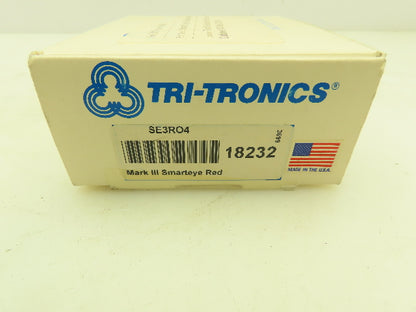 TRI-TRONICS®
SE3RO4
18232
Mark III Smarteye Red
MADE IN THE U.S.A.